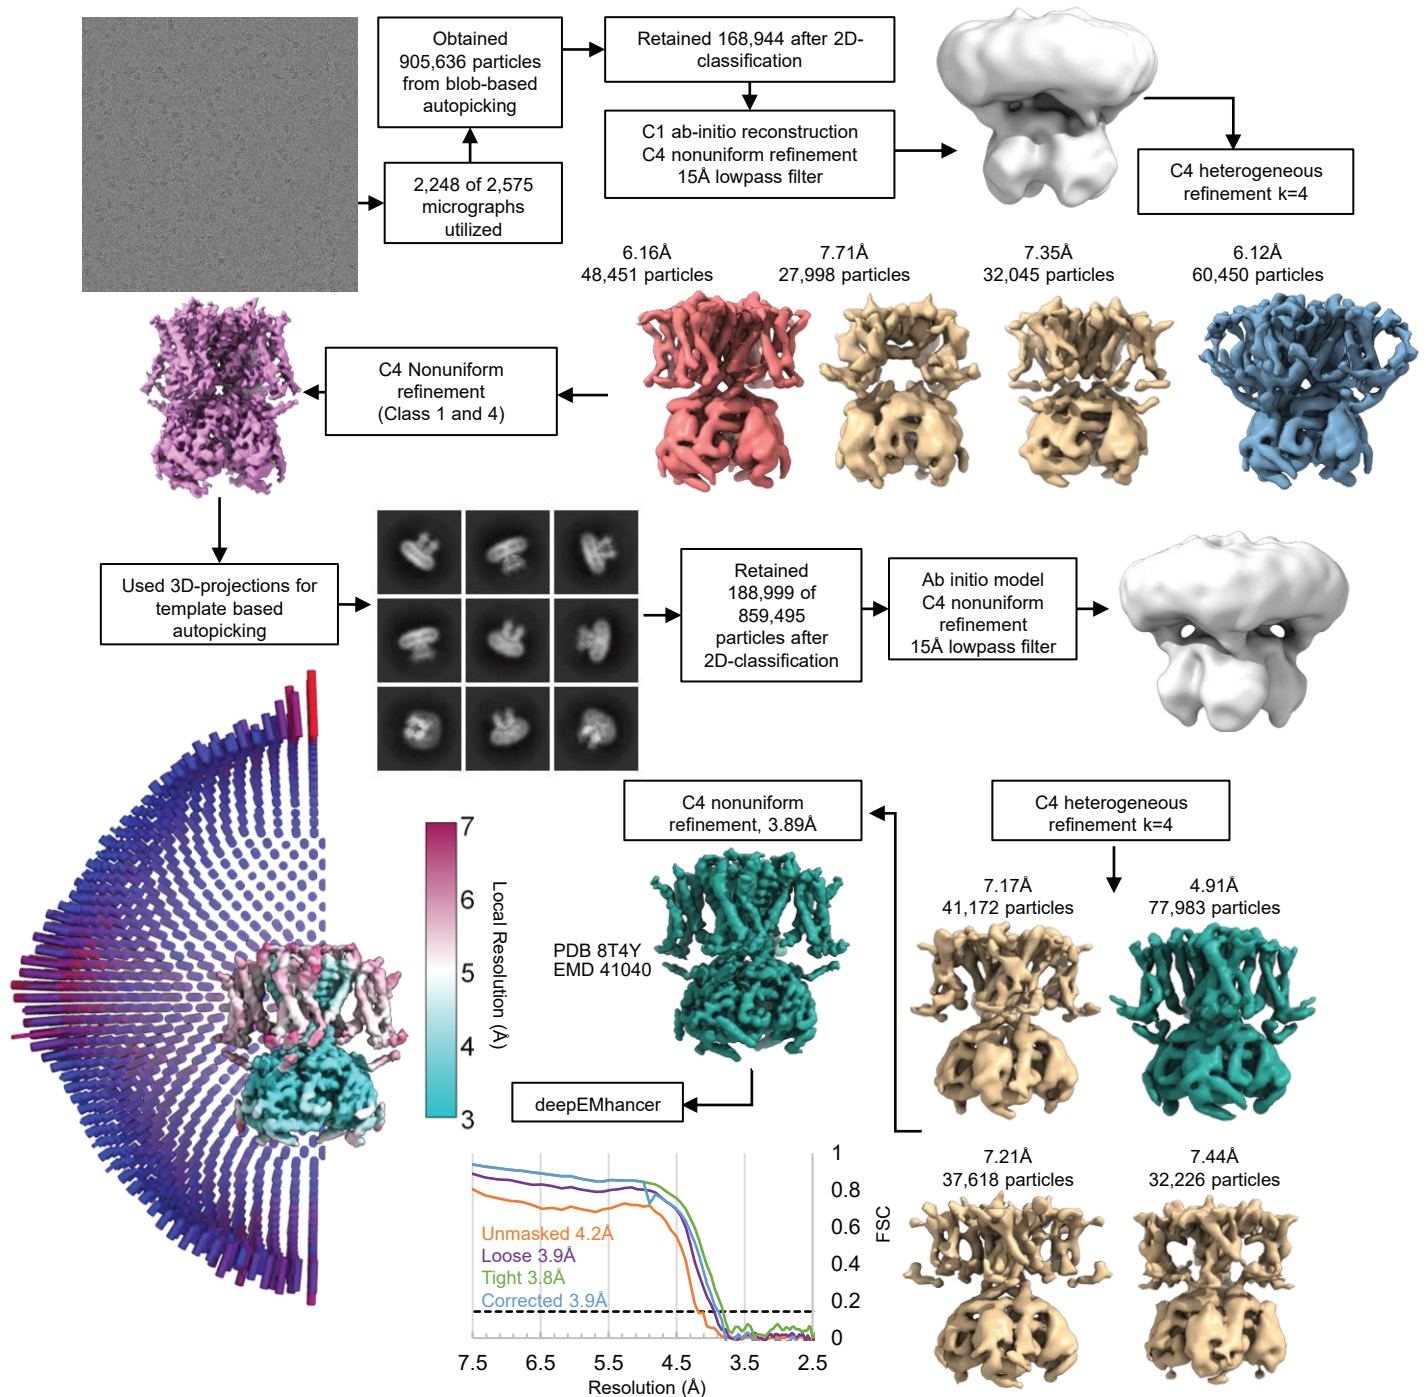 Obtained
905,636 particles
from blob-based
autopicking
Retained 168,944 after 2D-
classification
C1 ab-initio reconstruction
C4 nonuniform refinement
15Å lowpass filter
2,248 of 2,575
micrographs
utilized
C4 heterogeneous
refinement k=4
6.16Å
48,451 particles
7.71Å
27,998 particles
7.35Å
32,045 particles
6.12Å
60,450 particles
C4 Nonuniform
refinement
(Class 1 and 4)
Used 3D-projections for
template based
autopicking
Retained
188,999 of
859,495
particles after
2D-classification
Ab initio model
C4 nonuniform
refinement
15Å lowpass filter
C4 nonuniform
refinement, 3.89Å
C4 heterogeneous
refinement k=4
7
6
5
4
3
Local Resolution (Å)
PDB 8T4Y
EMD 41040
7.17Å
41,172 particles
4.91Å
77,983 particles
deepEMhancer
7.21Å
37,618 particles
7.44Å
32,226 particles
1
0.8
0.6
0.4
0.2
0
FSC
Unmasked 4.2Å
Loose 3.9Å
Tight 3.8Å
Corrected 3.9Å
7.5 6.5 5.5 4.5 3.5 2.5
Resolution (Å)